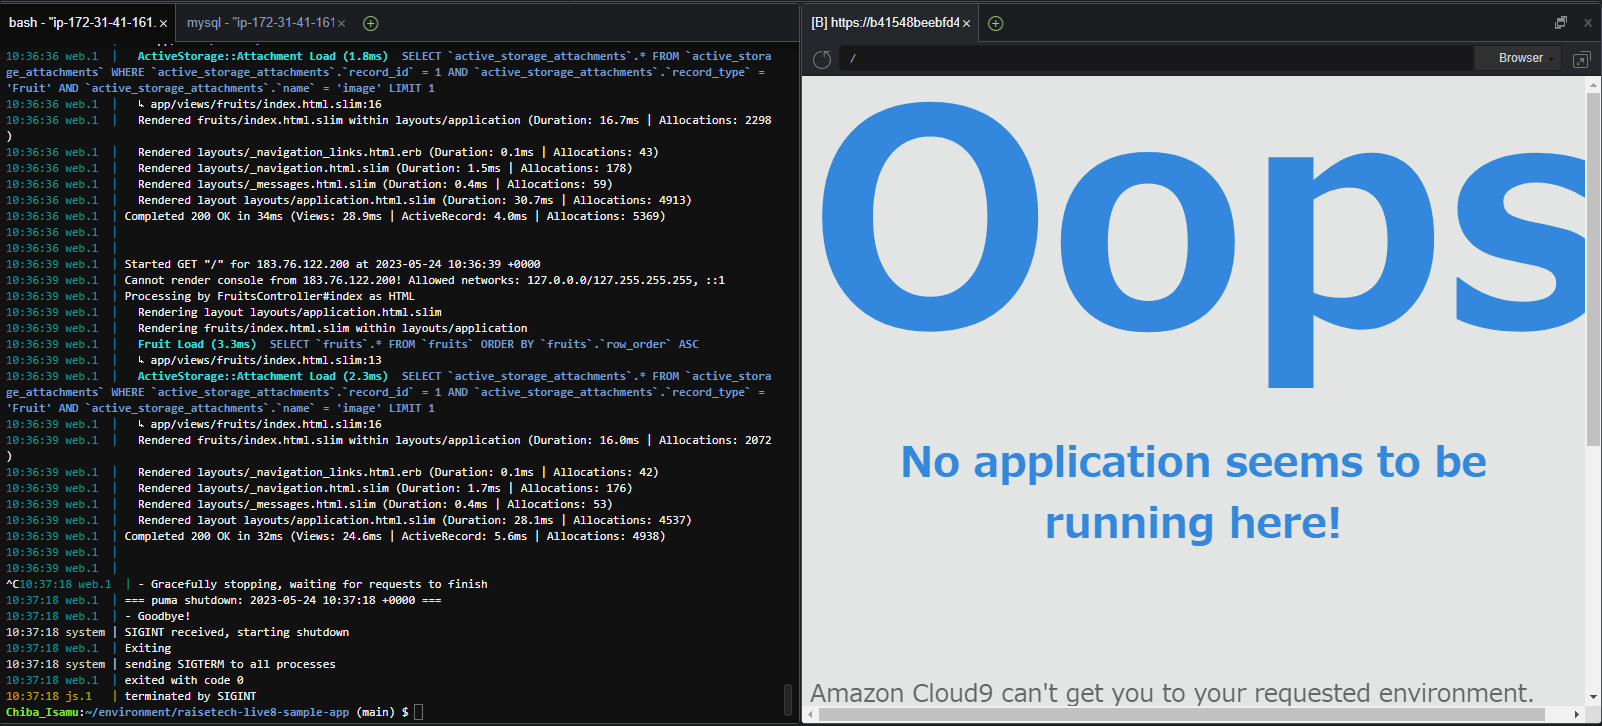 bash - "ip-172-31-41-161. ×
mysql - "ip-172-31-41-161 ×
10:36:36 web.1  |   ActiveStorage::Attachment Load (1.8ms)  SELECT `active_storage_attachments`.* FROM `active_stora
ge_attachments` WHERE `active_storage_attachments`.`record_id` = 1 AND `active_storage_attachments`.`record_type` =
'Fruit' AND `active_storage_attachments`.`name` = 'image' LIMIT 1
10:36:36 web.1  |   ↳ app/views/fruits/index.html.slim:16
10:36:36 web.1  |   Rendered fruits/index.html.slim within layouts/application (Duration: 16.7ms | Allocations: 2298
)
10:36:36 web.1  |   Rendered layouts/_navigation_links.html.erb (Duration: 0.1ms | Allocations: 43)
10:36:36 web.1  |   Rendered layouts/_navigation.html.slim (Duration: 1.5ms | Allocations: 178)
10:36:36 web.1  |   Rendered layouts/_messages.html.slim (Duration: 0.4ms | Allocations: 59)
10:36:36 web.1  |   Rendered layout layouts/application.html.slim (Duration: 30.7ms | Allocations: 4913)
10:36:36 web.1  | Completed 200 OK in 34ms (Views: 28.9ms | ActiveRecord: 4.0ms | Allocations: 5369)
10:36:36 web.1  |
10:36:36 web.1  |
10:36:39 web.1  | Started GET "/" for 183.76.122.200 at 2023-05-24 10:36:39 +0000
10:36:39 web.1  | Cannot render console from 183.76.122.200! Allowed networks: 127.0.0.0/127.255.255.255, ::1
10:36:39 web.1  | Processing by FruitsController#index as HTML
10:36:39 web.1  |   Rendering layout layouts/application.html.slim
10:36:39 web.1  |   Rendering fruits/index.html.slim within layouts/application
10:36:39 web.1  |   Fruit Load (3.3ms)  SELECT `fruits`.* FROM `fruits` ORDER BY `fruits`.`row_order` ASC
10:36:39 web.1  |   ↳ app/views/fruits/index.html.slim:13
10:36:39 web.1  |   ActiveStorage::Attachment Load (2.3ms)  SELECT `active_storage_attachments`.* FROM `active_stora
ge_attachments` WHERE `active_storage_attachments`.`record_id` = 1 AND `active_storage_attachments`.`record_type` =
'Fruit' AND `active_storage_attachments`.`name` = 'image' LIMIT 1
10:36:39 web.1  |   ↳ app/views/fruits/index.html.slim:16
10:36:39 web.1  |   Rendered fruits/index.html.slim within layouts/application (Duration: 16.0ms | Allocations: 2072
)
10:36:39 web.1  |   Rendered layouts/_navigation_links.html.erb (Duration: 0.1ms | Allocations: 42)
10:36:39 web.1  |   Rendered layouts/_navigation.html.slim (Duration: 1.7ms | Allocations: 176)
10:36:39 web.1  |   Rendered layouts/_messages.html.slim (Duration: 0.4ms | Allocations: 53)
10:36:39 web.1  |   Rendered layout layouts/application.html.slim (Duration: 28.1ms | Allocations: 4537)
10:36:39 web.1  | Completed 200 OK in 32ms (Views: 24.6ms | ActiveRecord: 5.6ms | Allocations: 4938)
10:36:39 web.1  |
10:36:39 web.1  |
^C10:37:18 web.1  | - Gracefully stopping, waiting for requests to finish
10:37:18 web.1  | === puma shutdown: 2023-05-24 10:37:18 +0000 ===
10:37:18 web.1  | - Goodbye!
10:37:18 system | SIGINT received, starting shutdown
10:37:18 web.1  | Exiting
10:37:18 system | sending SIGTERM to all processes
10:37:18 web.1  | exited with code 0
10:37:18 js.1   | terminated by SIGINT
Chiba_Isamu:~/environment/raisetech-live8-sample-app (main) $
[B] https://b41548beebfd4 ×
/
Browser
Oops
No application seems to be
running here!
Amazon Cloud9 can't get you to your requested environment.